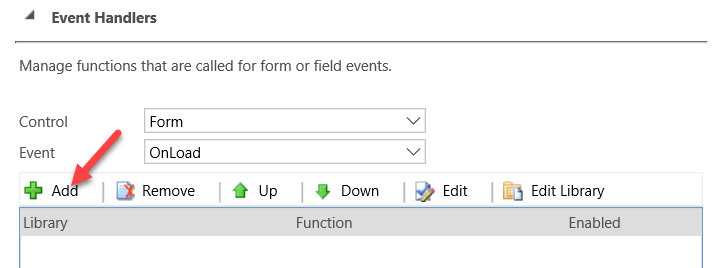 Event Handlers
Manage functions that are called for form or field events.
Control Form
Event OnLoad
Add Remove Up Down Edit Edit Library
Library Function Enabled